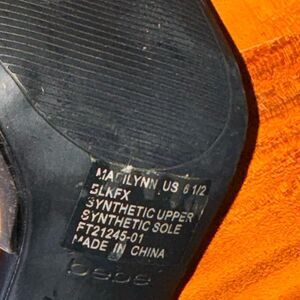 MARILYNN US 6 1/2
BLKFX
SYNTHETIC UPPER
SYNTHETIC SOLE
FT21245-01
MADE IN CHINA
bebe